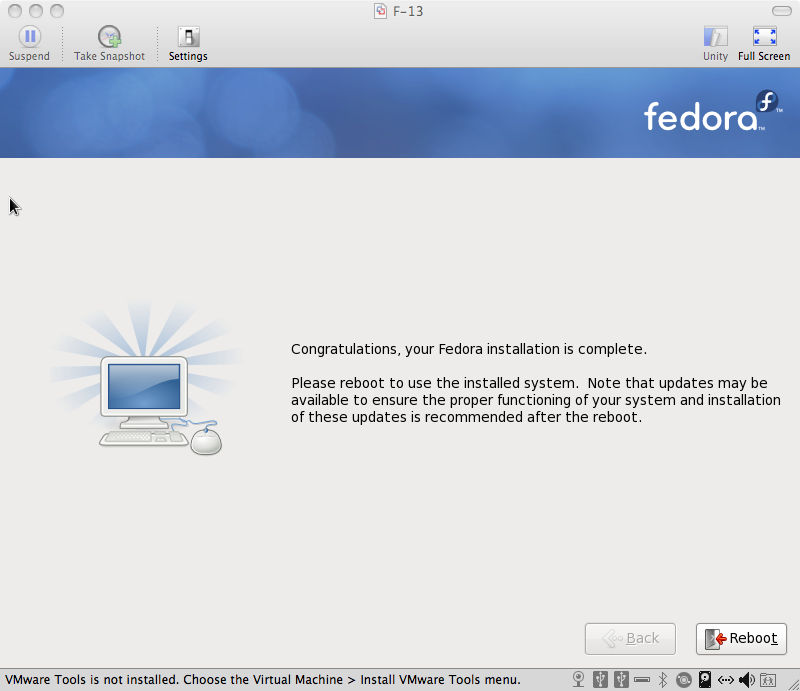 F-13
Suspend
Take Snapshot
Settings
Unity
Full Screen
fedora™
Congratulations, your Fedora installation is complete.
Please reboot to use the installed system.  Note that updates may be
available to ensure the proper functioning of your system and installation
of these updates is recommended after the reboot.
Back
Reboot
VMware Tools is not installed. Choose the Virtual Machine > Install VMware Tools menu.